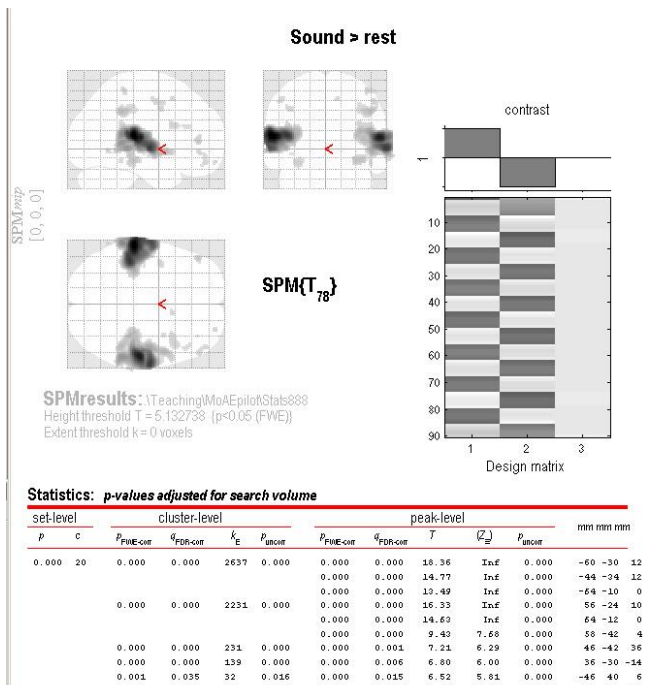 Sound > rest
contrast
1
SPMmip
[0, 0, 0]
SPM{T78}
10
20
30
40
50
60
70
80
90
1 2 3
Design matrix
SPMresults: .\Teaching\MoAEpilot\Stats888
Height threshold T = 5.132738 {p<0.05 (FWE)}
Extent threshold k = 0 voxels
Statistics: p-values adjusted for search volume
set-level cluster-level peak-level mm mm mm
p c pFWE-corr qFDR-corr kE puncorr pFWE-corr qFDR-corr T (Z≡) puncorr
0.000 20 0.000 0.000 2637 0.000 0.000 0.000 18.36 Inf 0.000 -60 -30 12
0.000 0.000 14.77 Inf 0.000 -44 -34 12
0.000 0.000 13.49 Inf 0.000 -64 -10 0
0.000 0.000 2231 0.000 0.000 0.000 16.33 Inf 0.000 56 -24 10
0.000 0.000 14.63 Inf 0.000 64 -12 0
0.000 0.000 9.43 7.68 0.000 58 -42 4
0.000 0.000 231 0.000 0.000 0.001 7.21 6.29 0.000 46 -42 36
0.000 0.000 139 0.000 0.000 0.006 6.80 6.00 0.000 36 -30 -14
0.001 0.035 32 0.016 0.000 0.015 6.52 5.81 0.000 -46 40 6